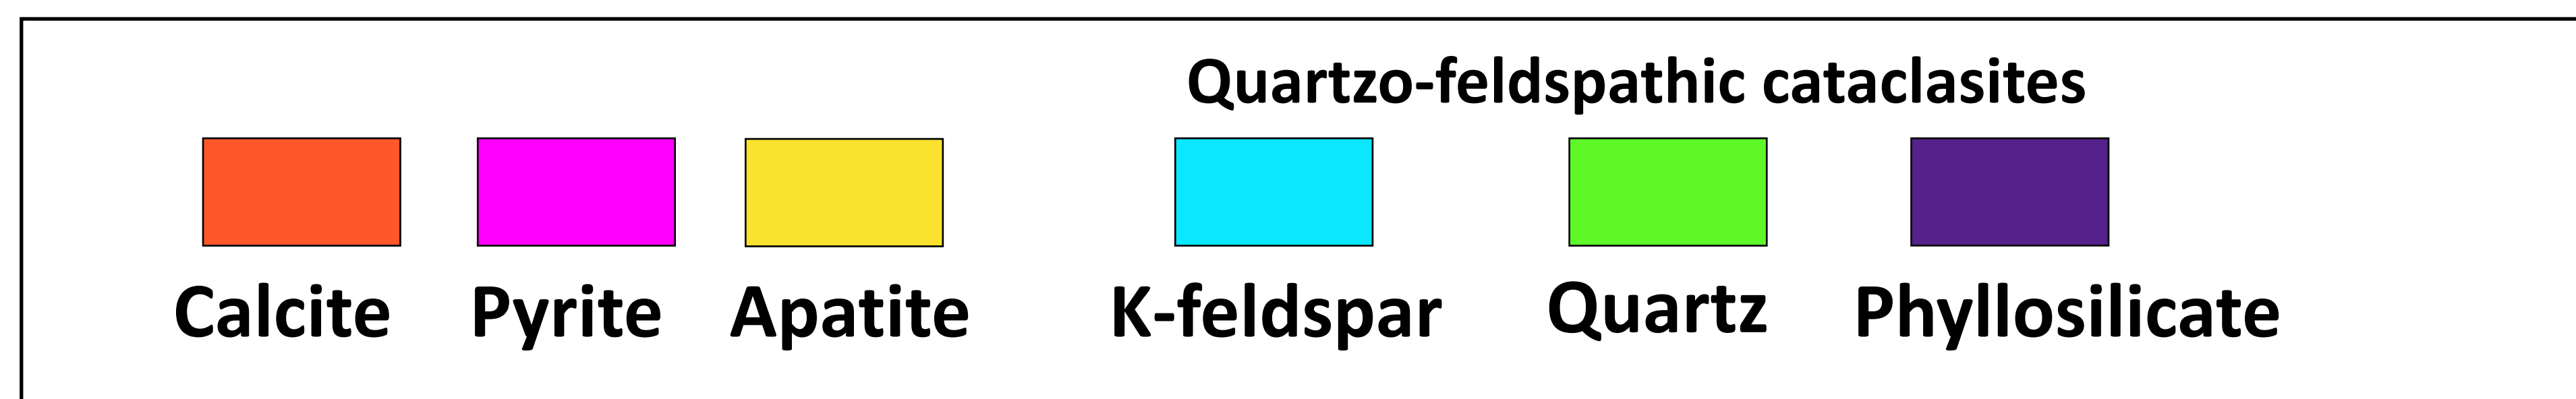 Quartzo-feldspathic cataclasites
Calcite Pyrite Apatite K-feldspar Quartz Phyllosilicate